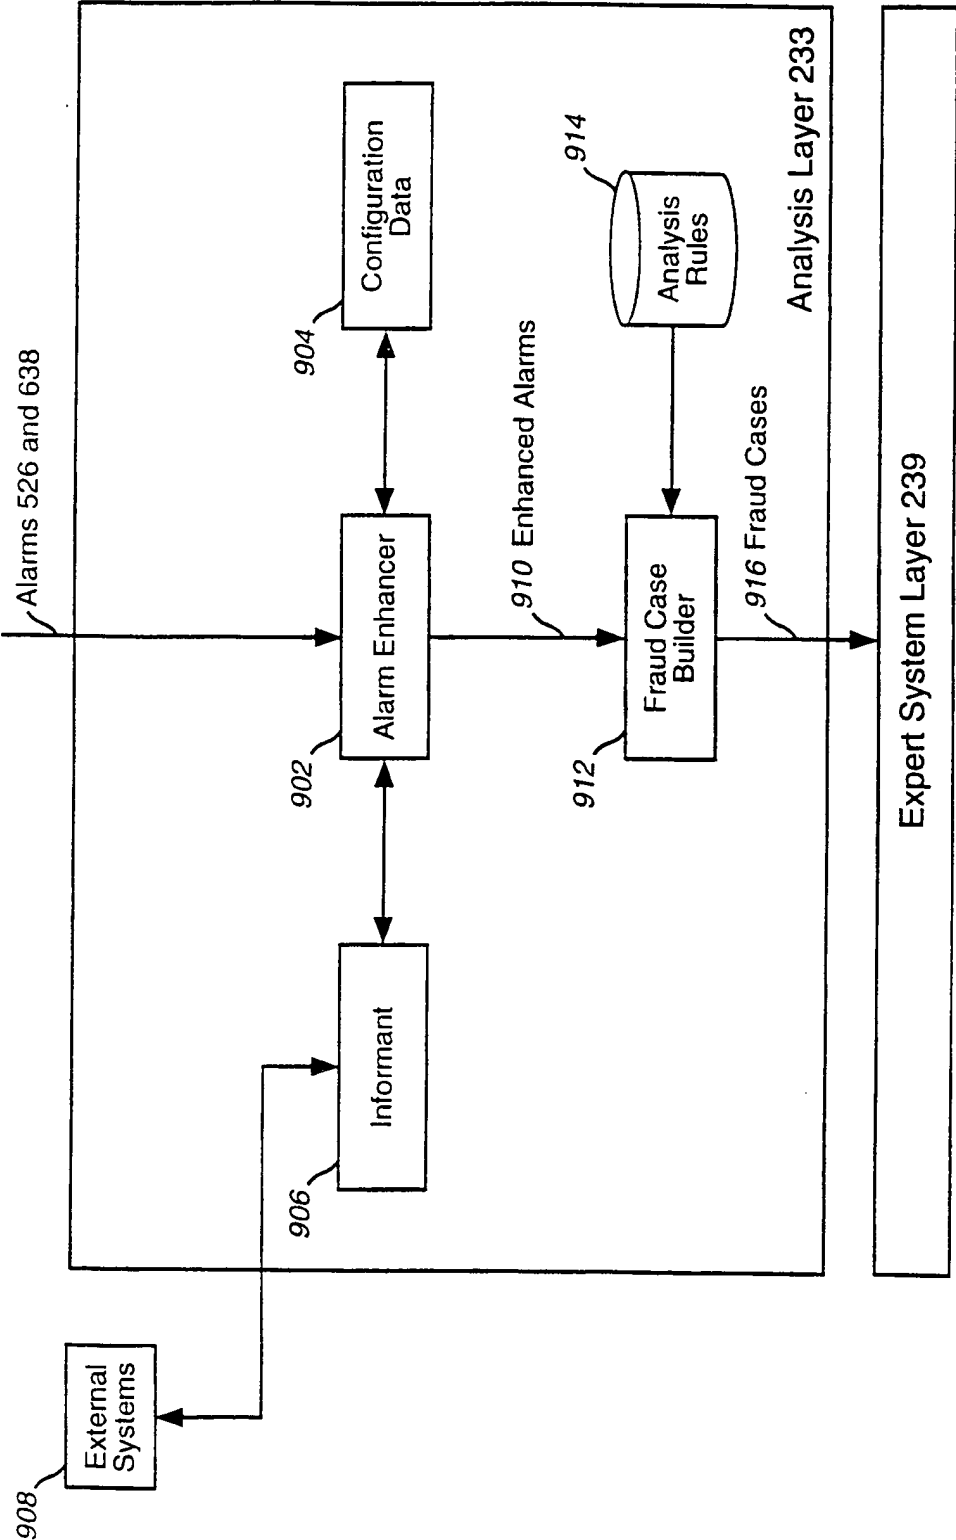 908
External
Systems
Alarms 526 and 638
906
Informant
902
Alarm Enhancer
904
Configuration
Data
910 Enhanced Alarms
912
Fraud Case
Builder
914
Analysis
Rules
916 Fraud Cases
Analysis Layer 233
Expert System Layer 239